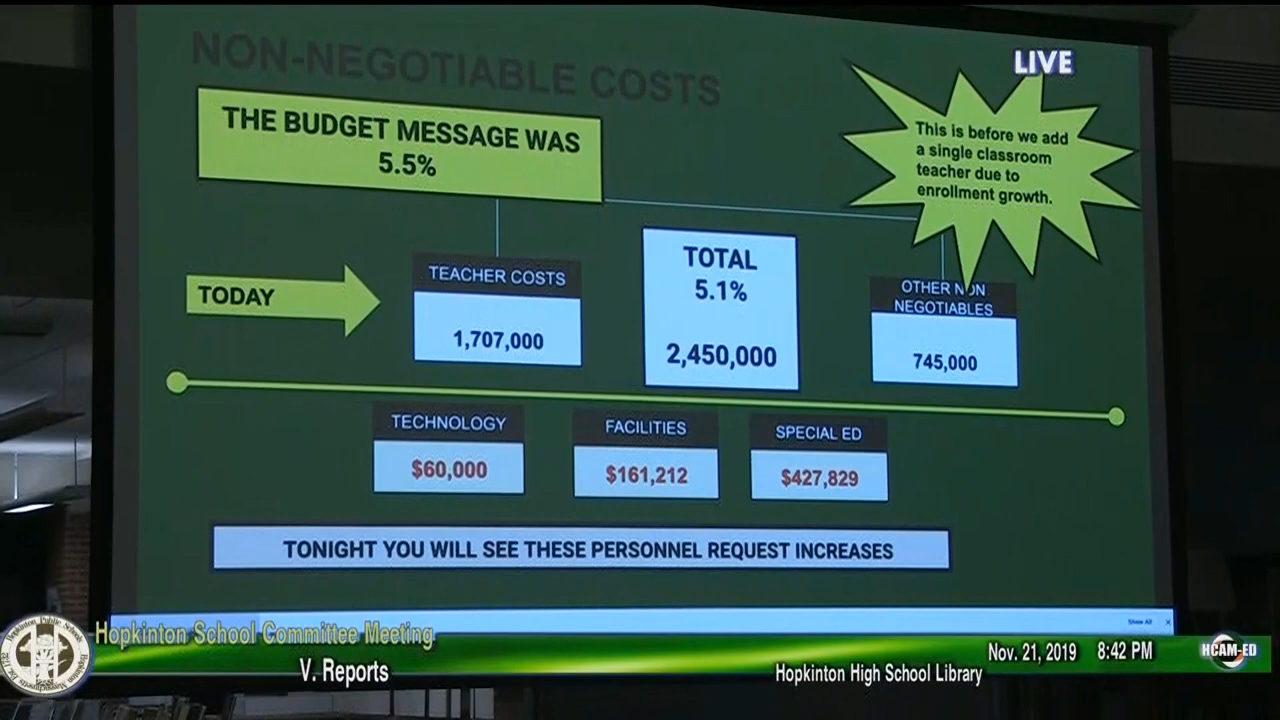 NON-NEGOTIABLE COSTS
LIVE
THE BUDGET MESSAGE WAS
5.5%
This is before we add
a single classroom
teacher due to
enrollment growth.
TODAY
TEACHER COSTS
1,707,000
TOTAL
5.1%
2,450,000
OTHER NON
NEGOTIABLES
745,000
TECHNOLOGY
$60,000
FACILITIES
$161,212
SPECIAL ED
$427,829
TONIGHT YOU WILL SEE THESE PERSONNEL REQUEST INCREASES
Show All
Hopkinton School Committee Meeting
V. Reports
Hopkinton High School Library
Nov. 21, 2019
8:42 PM
HCAM-ED